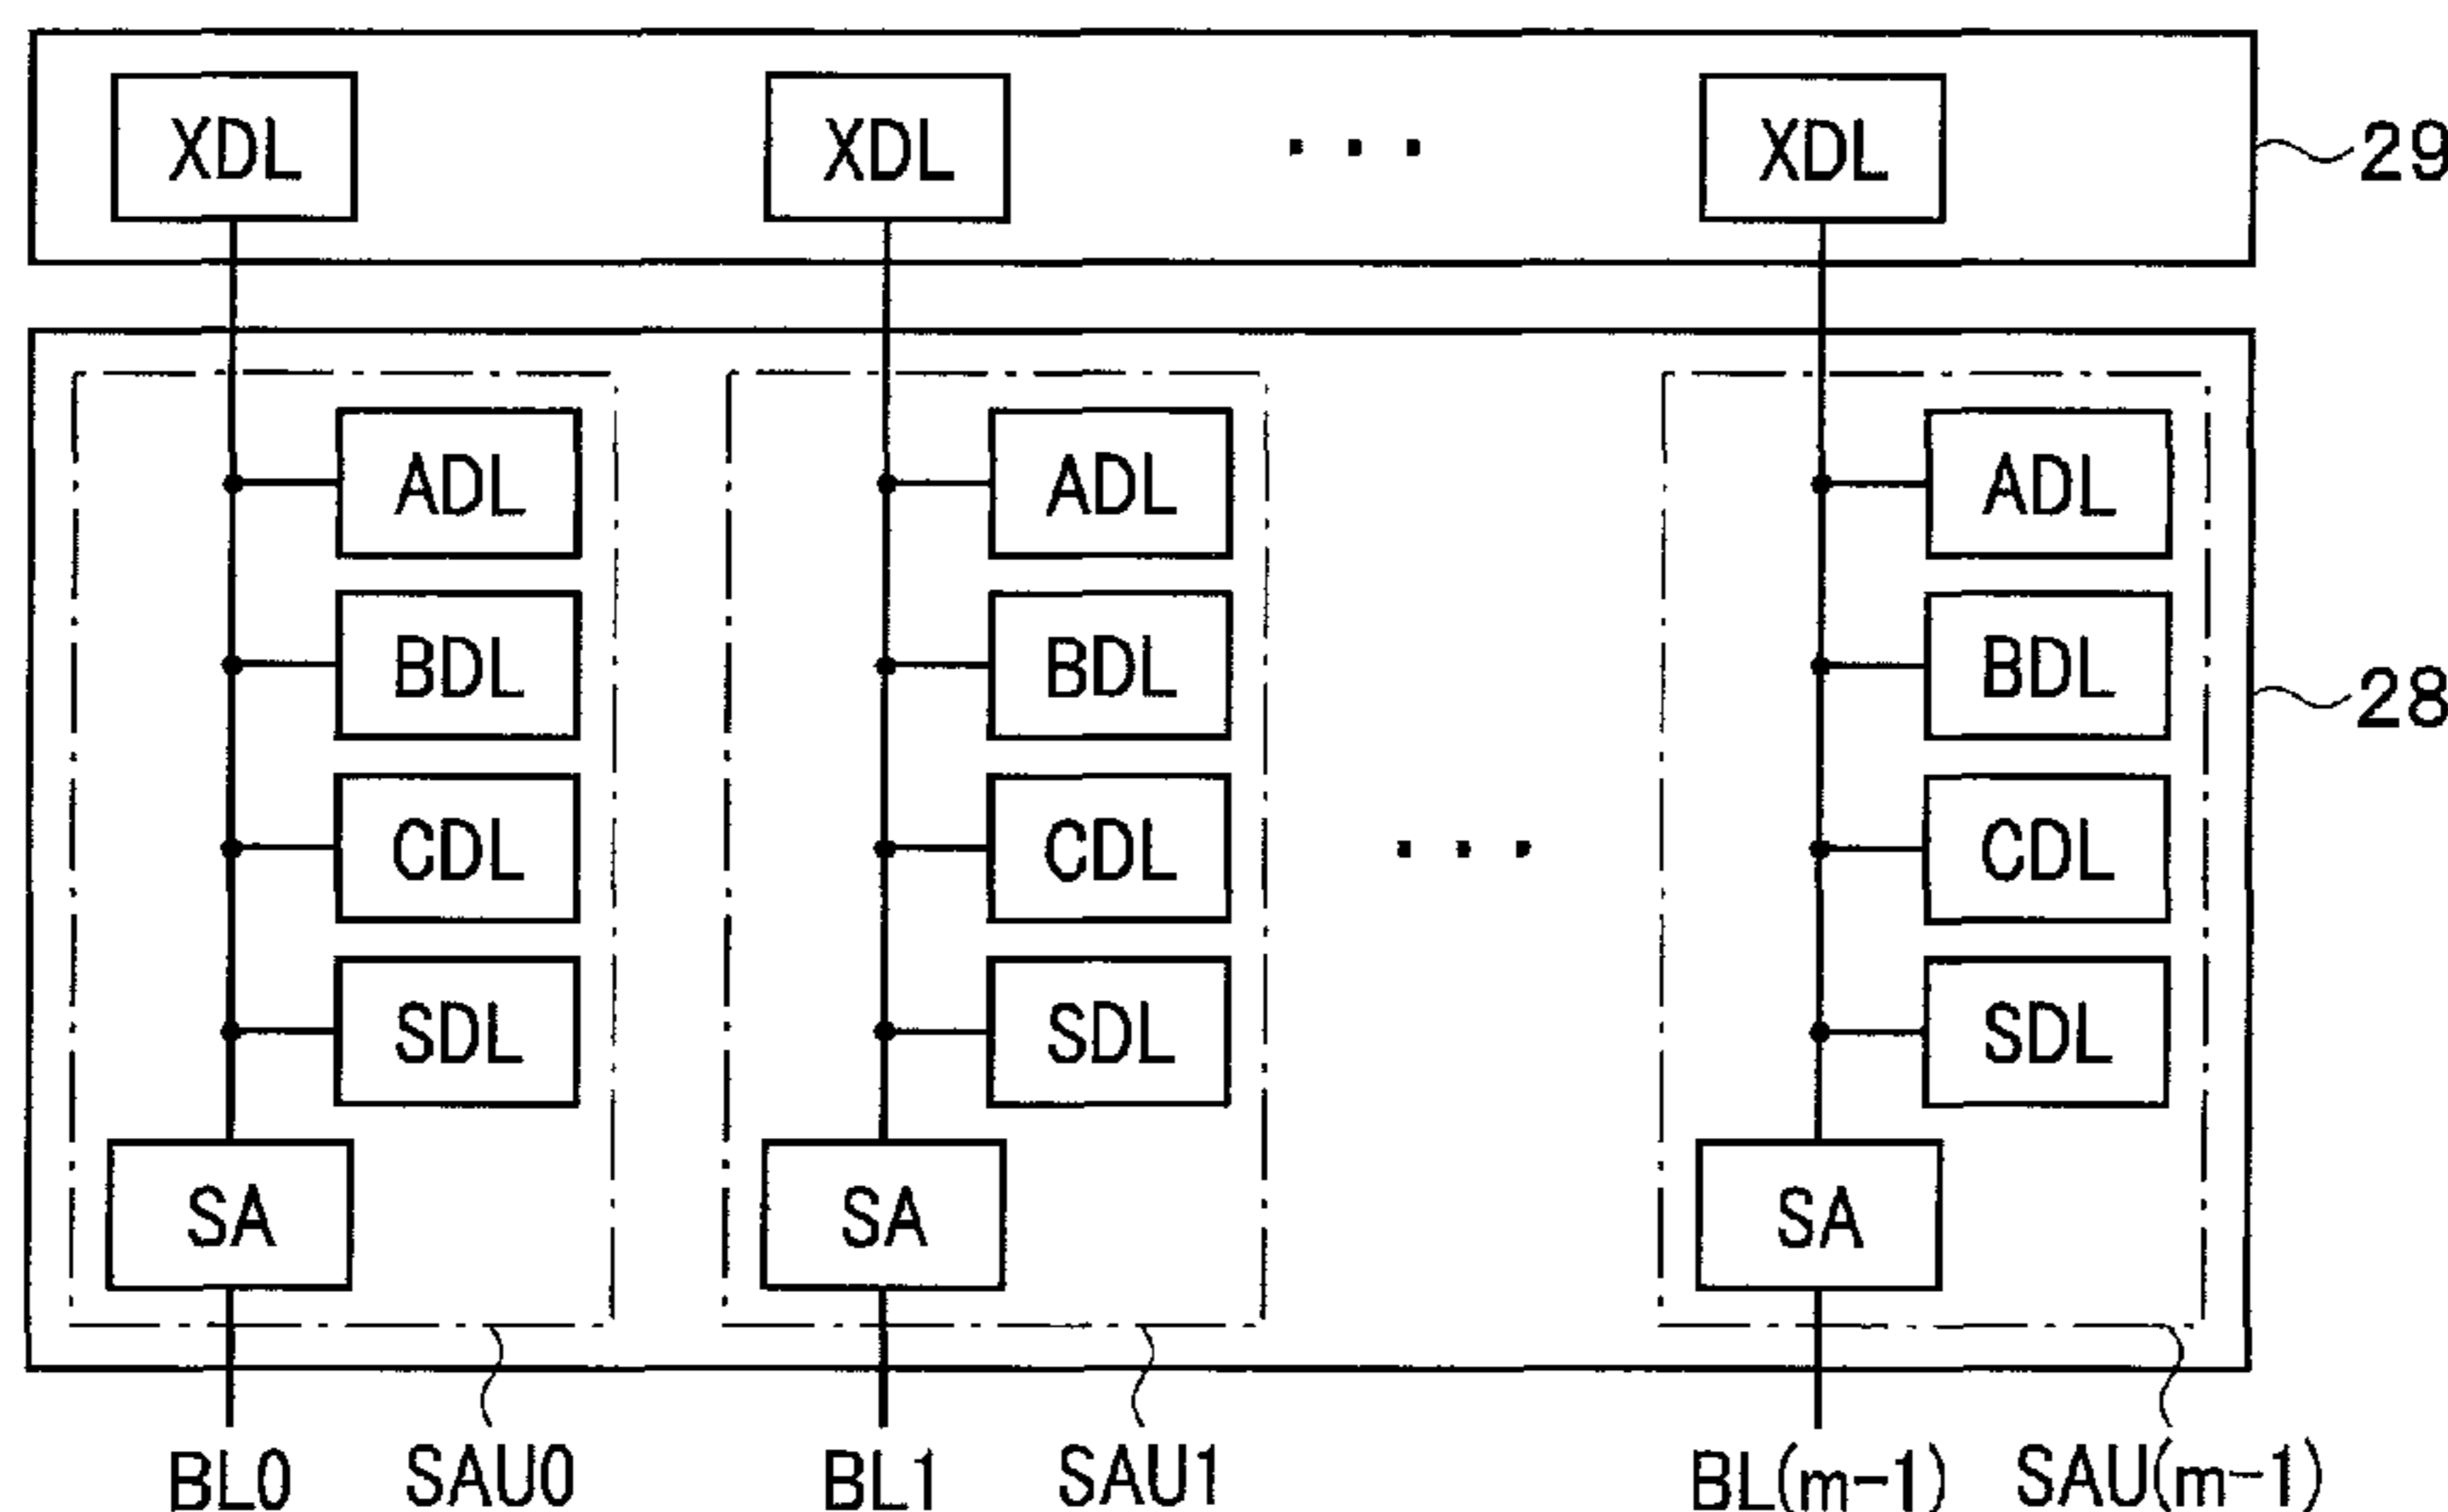 XDL XDL ... XDL 29
ADL ADL ADL
BDL BDL BDL 28
CDL CDL ... CDL
SDL SDL SDL
SA SA SA
BL0 SAU0 BL1 SAU1 BL(m-1) SAU(m-1)